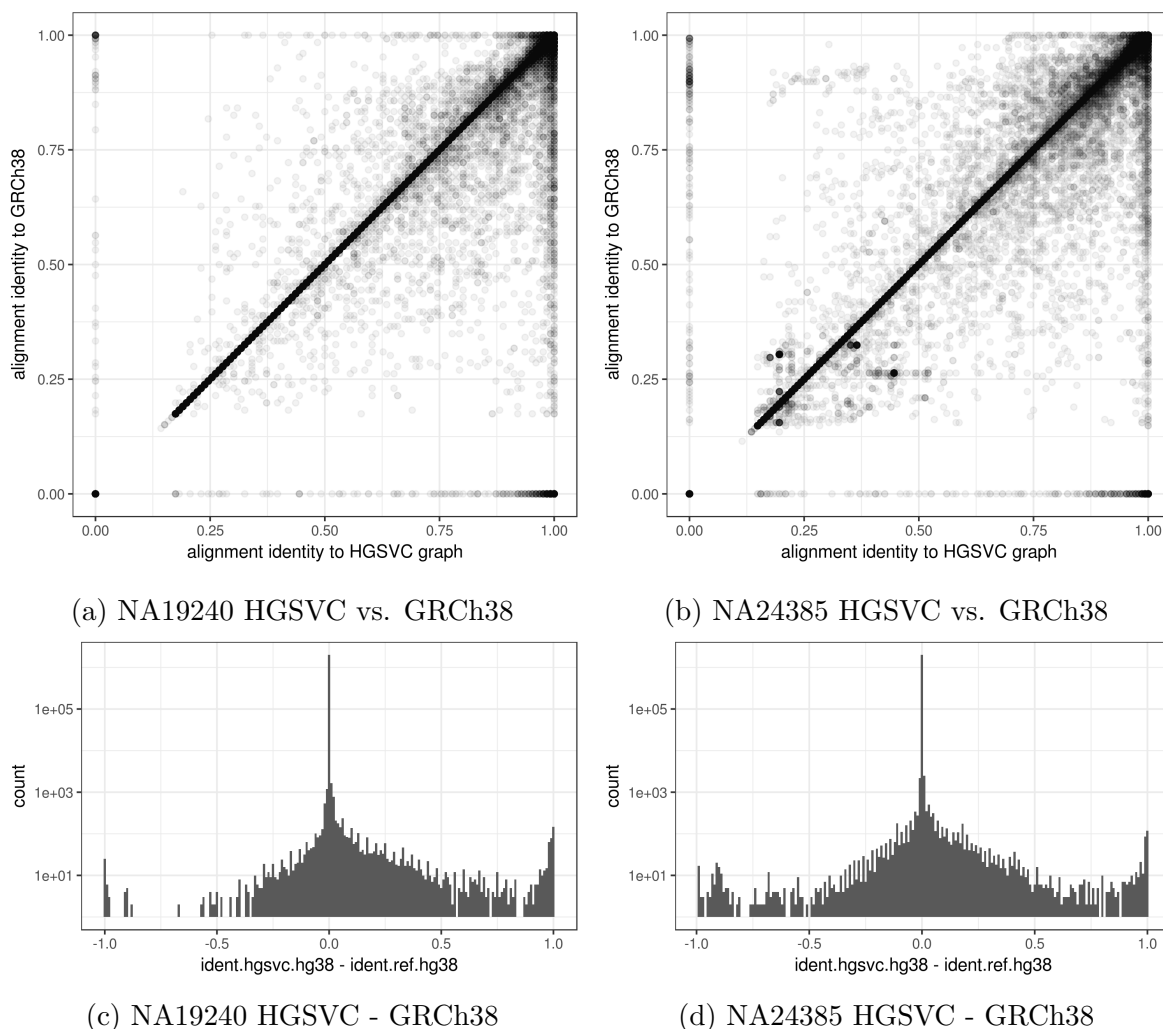 1.00
0.75
0.50
0.25
0.00
alignment identity to GRCh38
0.00 0.25 0.50 0.75 1.00
alignment identity to HGSVC graph
(a) NA19240 HGSVC vs. GRCh38
1.00
0.75
0.50
0.25
0.00
alignment identity to GRCh38
0.00 0.25 0.50 0.75 1.00
alignment identity to HGSVC graph
(b) NA24385 HGSVC vs. GRCh38
1e+05
1e+03
1e+01
count
-1.0 -0.5 0.0 0.5 1.0
ident.hgsvc.hg38 - ident.ref.hg38
(c) NA19240 HGSVC - GRCh38
1e+05
1e+03
1e+01
count
-1.0 -0.5 0.0 0.5 1.0
ident.hgsvc.hg38 - ident.ref.hg38
(d) NA24385 HGSVC - GRCh38